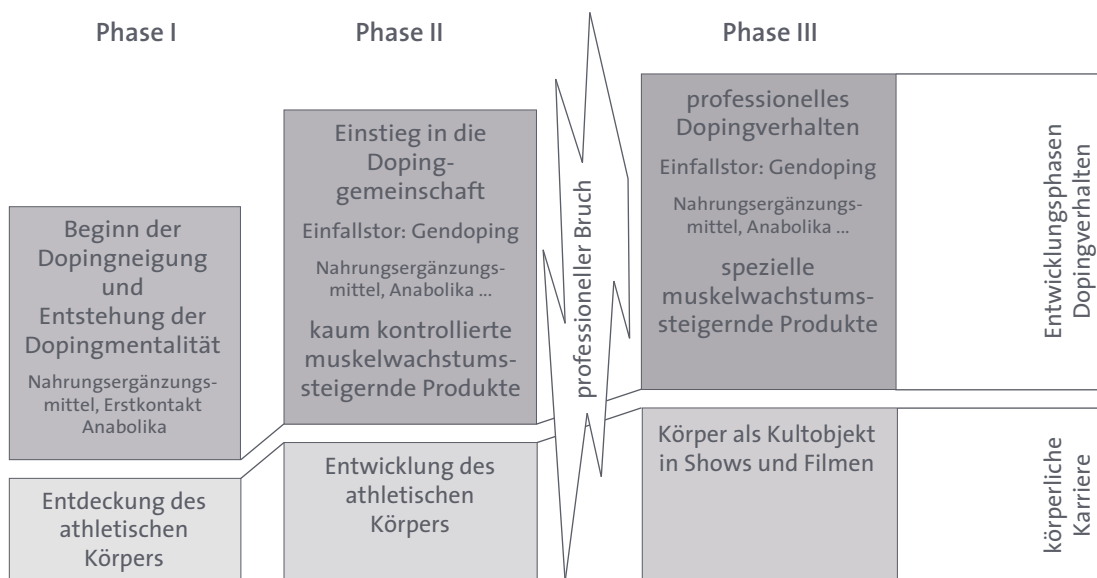 Phase I
Phase II
Phase III
Beginn der
Dopingneigung
und
Entstehung der
Dopingmentalität
Nahrungsergänzungs-
mittel, Erstkontakt
Anabolika
Einstieg in die
Doping-
gemeinschaft
Einfallstor: Gendoping
Nahrungsergänzungs-
mittel, Anabolika ...
kaum kontrollierte
muskelwachstums-
steigernde Produkte
professioneller Bruch
professionelles
Dopingverhalten
Einfallstor: Gendoping
Nahrungsergänzungs-
mittel, Anabolika ...
spezielle
muskelwachstums-
steigernde Produkte
Entwicklungsphasen
Dopingverhalten
Entdeckung des
athletischen
Körpers
Entwicklung des
athletischen
Körpers
Körper als Kultobjekt
in Shows und Filmen
körperliche
Karriere